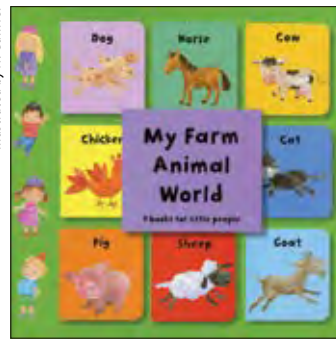 Dog
Horse
Cow
Chicken
My Farm
Animal
World
9 books for little people
Cat
Pig
Sheep
Goat